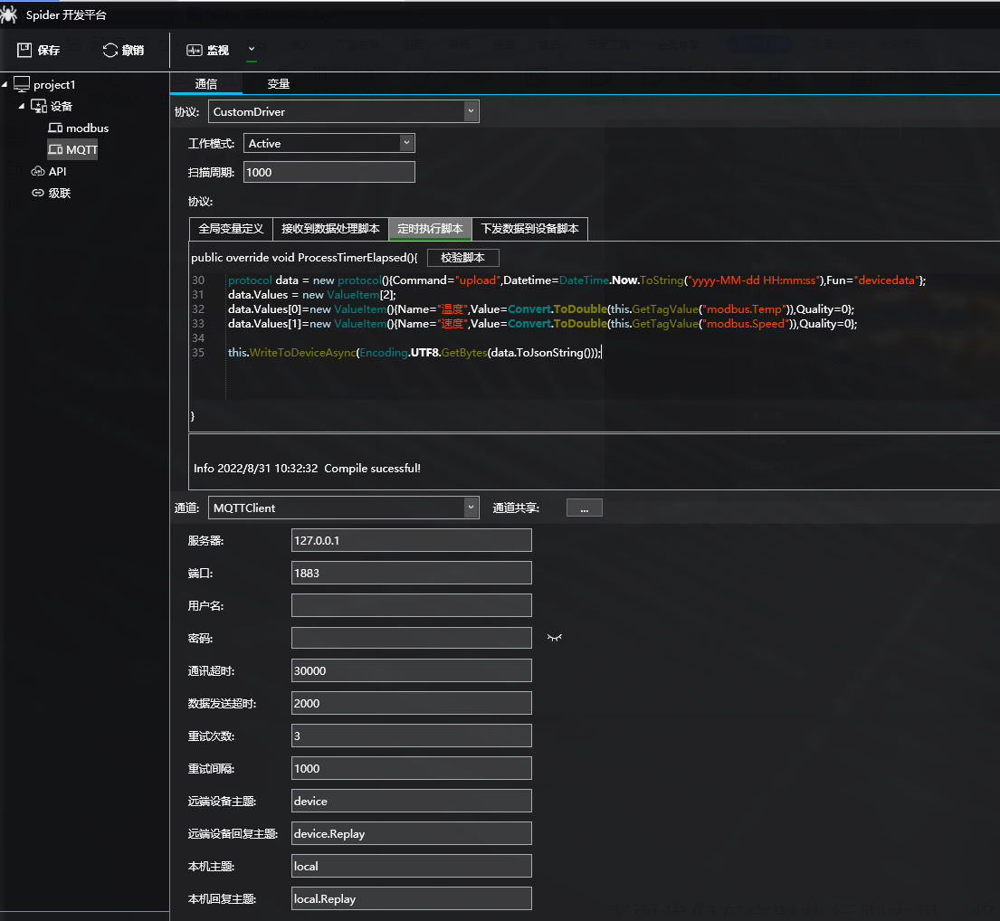 Spider 开发平台
保存 撤销 监视
project1
设备
modbus
MQTT
API
级联
通信 变量
协议: CustomDriver
工作模式: Active
扫描周期: 1000
协议:
全局变量定义 接收到数据处理脚本 定时执行脚本 下发数据到设备脚本
public override void ProcessTimerElapsed(){ 校验脚本
30 protocol data = new protocol(){Command="upload",Datetime=DateTime.Now.ToString("yyyy-MM-dd HH:mm:ss"),Fun="devicedata"};
31 data.Values = new ValueItem[2];
32 data.Values[0]=new ValueItem(){Name="温度",Value=Convert.ToDouble(this.GetTagValue("modbus.Temp")),Quality=0};
33 data.Values[1]=new ValueItem(){Name="速度",Value=Convert.ToDouble(this.GetTagValue("modbus.Speed")),Quality=0};
34
35 this.WriteToDeviceAsync(Encoding.UTF8.GetBytes(data.ToJsonString()));
}
Info 2022/8/31 10:32:32 Compile sucessful!
通道: MQTTClient 通道共享: ...
服务器: 127.0.0.1
端口: 1883
用户名:
密码:
通讯超时: 30000
数据发送超时: 2000
重试次数: 3
重试间隔: 1000
远端设备主题: device
远端设备回复主题: device.Replay
本机主题: local
本机回复主题: local.Replay